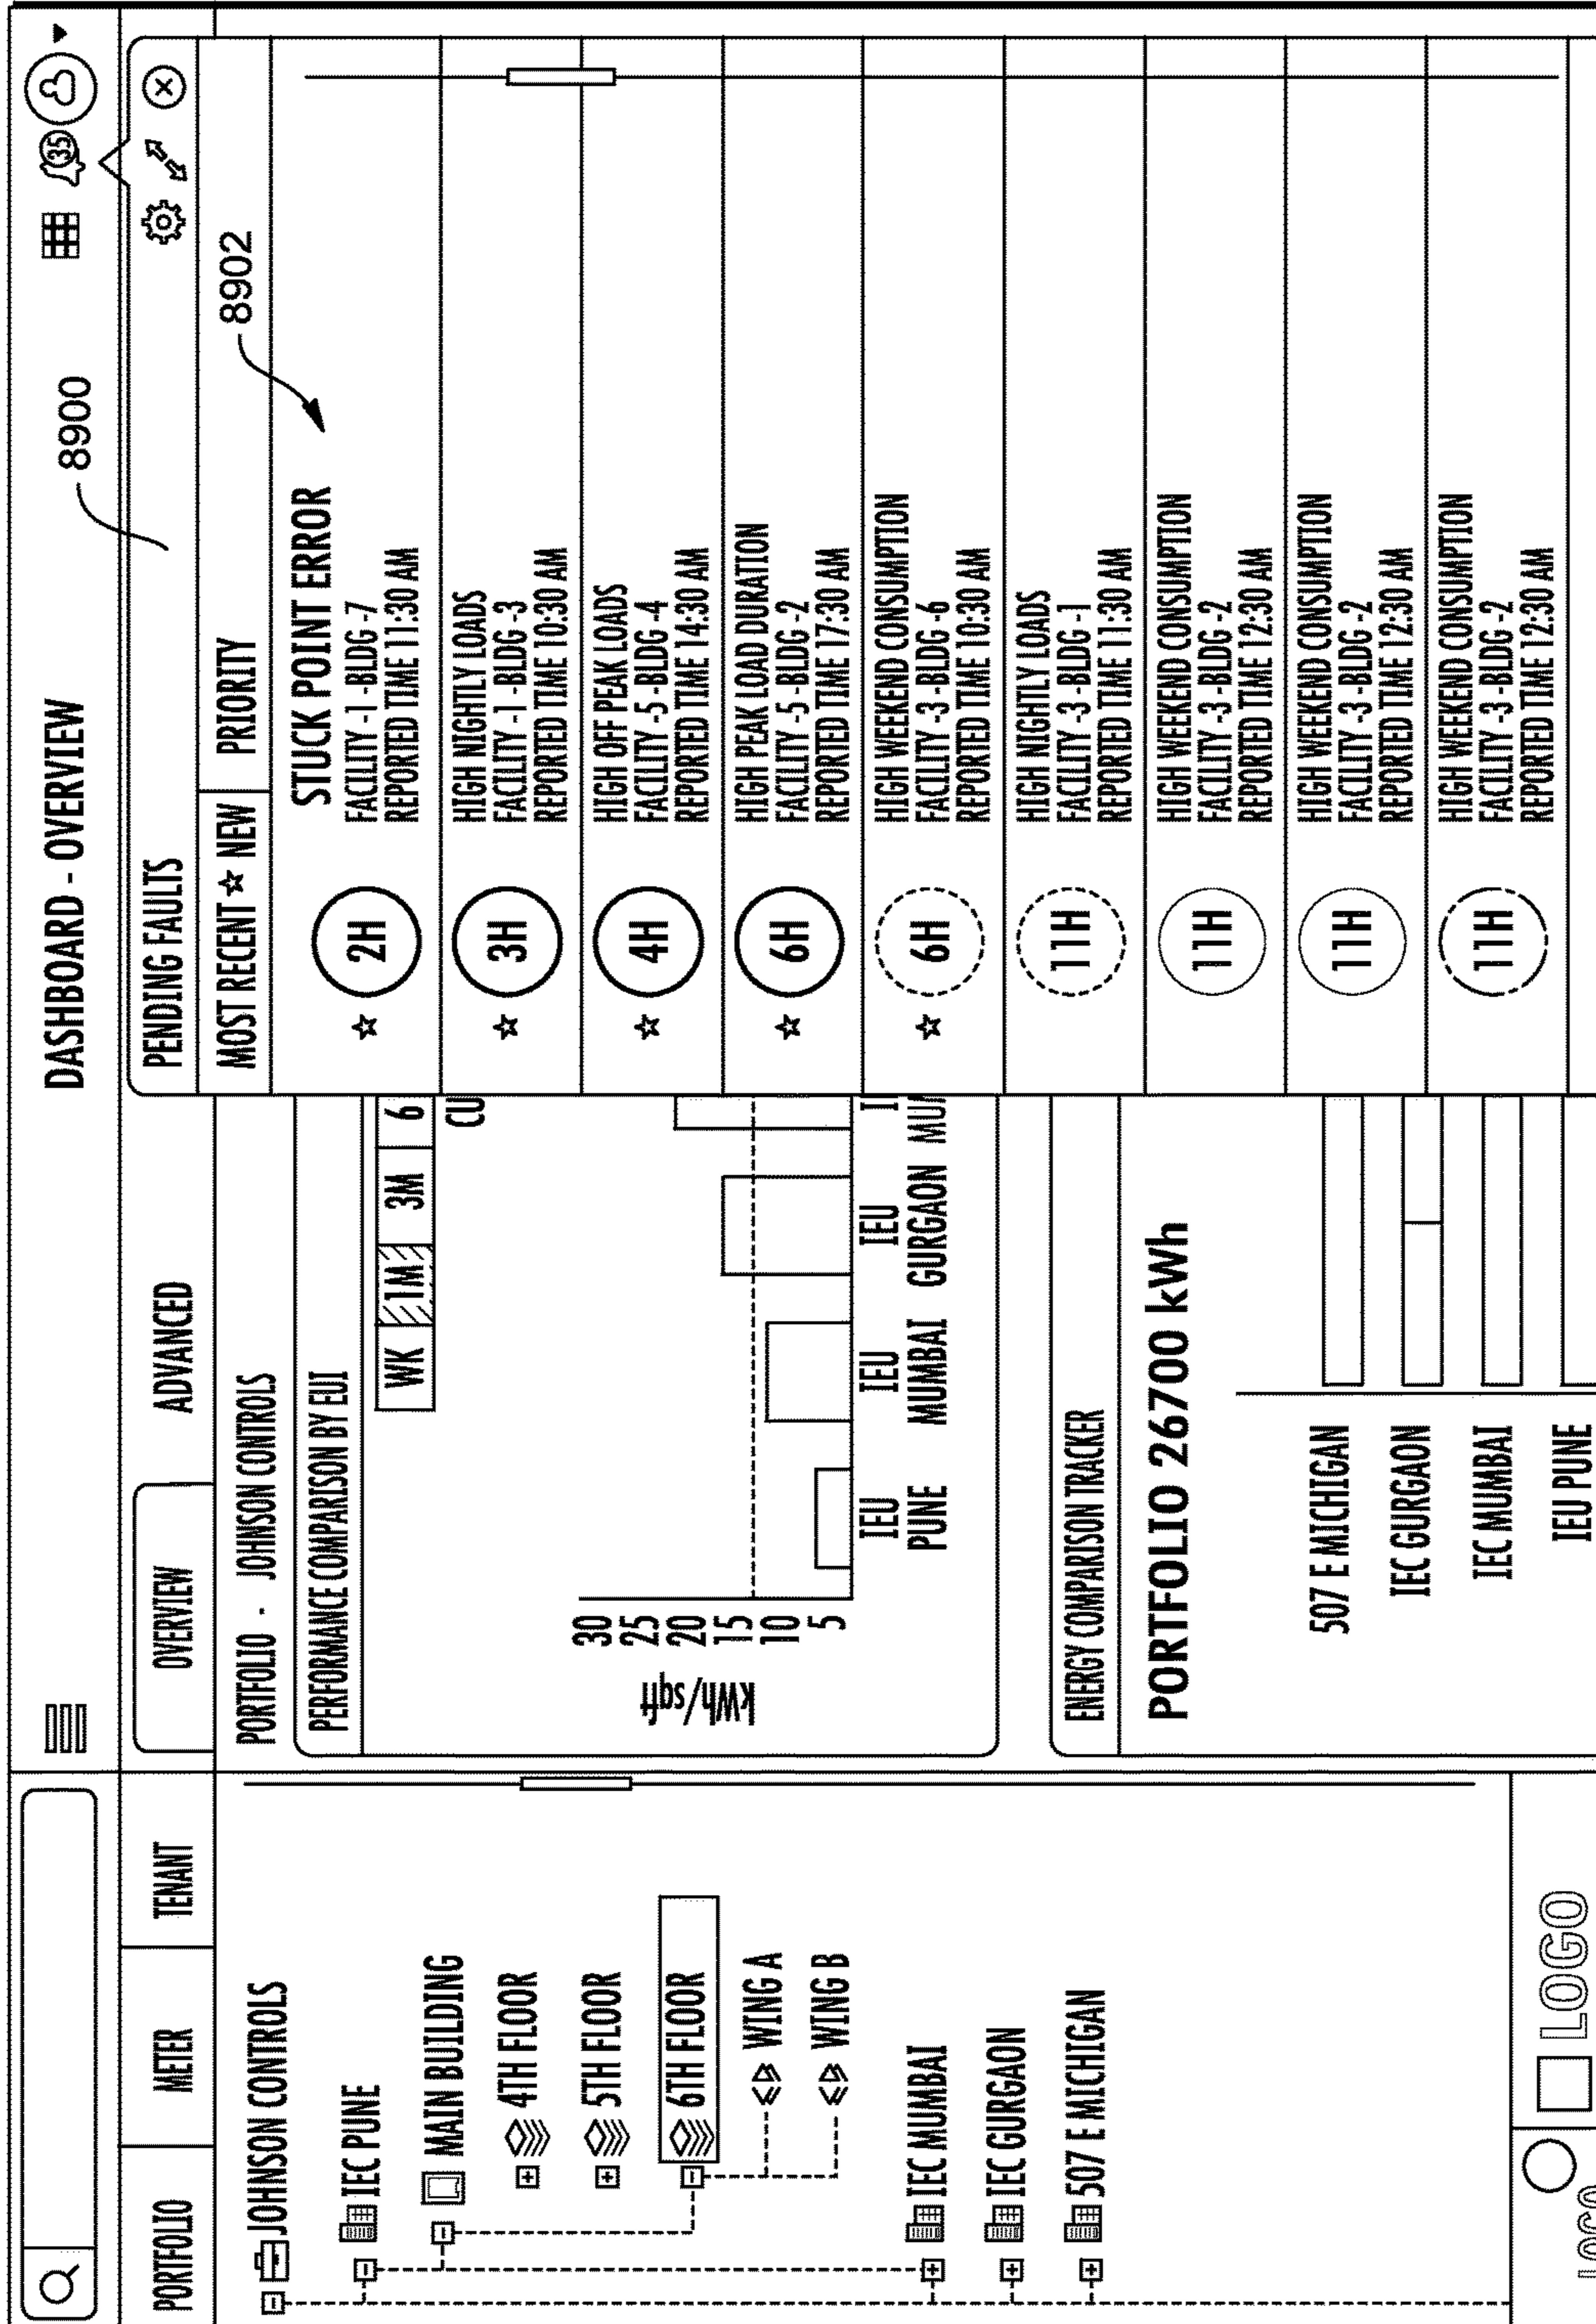 DASHBOARD - OVERVIEW
35
8900
PORTFOLIO
METER
TENANT
JOHNSON CONTROLS
IEC PUNE
MAIN BUILDING
4TH FLOOR
5TH FLOOR
6TH FLOOR
WING A
WING B
IEC MUMBAI
IEC GURGAON
507 E MICHIGAN
LOGO
LOGO
OVERVIEW
ADVANCED
PORTFOLIO - JOHNSON CONTROLS
PERFORMANCE COMPARISON BY EUI
WK
1M
3M
6
CU
kWh/sqft
30
25
20
15
10
5
IEU
PUNE
IEU
MUMBAI
IEU
GURGAON
I
MUM
ENERGY COMPARISON TRACKER
PORTFOLIO 26700 kWh
507 E MICHIGAN
IEC GURGAON
IEC MUMBAI
IEU PUNE
PENDING FAULTS
MOST RECENT ☆ NEW
PRIORITY
8902
☆ 2H
STUCK POINT ERROR
FACILITY -1 -BLDG -7
REPORTED TIME 11:30 AM
☆ 3H
HIGH NIGHTLY LOADS
FACILITY -1 -BLDG -3
REPORTED TIME 10:30 AM
☆ 4H
HIGH OFF PEAK LOADS
FACILITY -5 -BLDG -4
REPORTED TIME 14:30 AM
☆ 6H
HIGH PEAK LOAD DURATION
FACILITY -5 -BLDG -2
REPORTED TIME 17:30 AM
☆ 6H
HIGH WEEKEND CONSUMPTION
FACILITY -3 -BLDG -6
REPORTED TIME 10:30 AM
11H
HIGH NIGHTLY LOADS
FACILITY -3 -BLDG -1
REPORTED TIME 11:30 AM
11H
HIGH WEEKEND CONSUMPTION
FACILITY -3 -BLDG -2
REPORTED TIME 12:30 AM
11H
HIGH WEEKEND CONSUMPTION
FACILITY -3 -BLDG -2
REPORTED TIME 12:30 AM
11H
HIGH WEEKEND CONSUMPTION
FACILITY -3 -BLDG -2
REPORTED TIME 12:30 AM